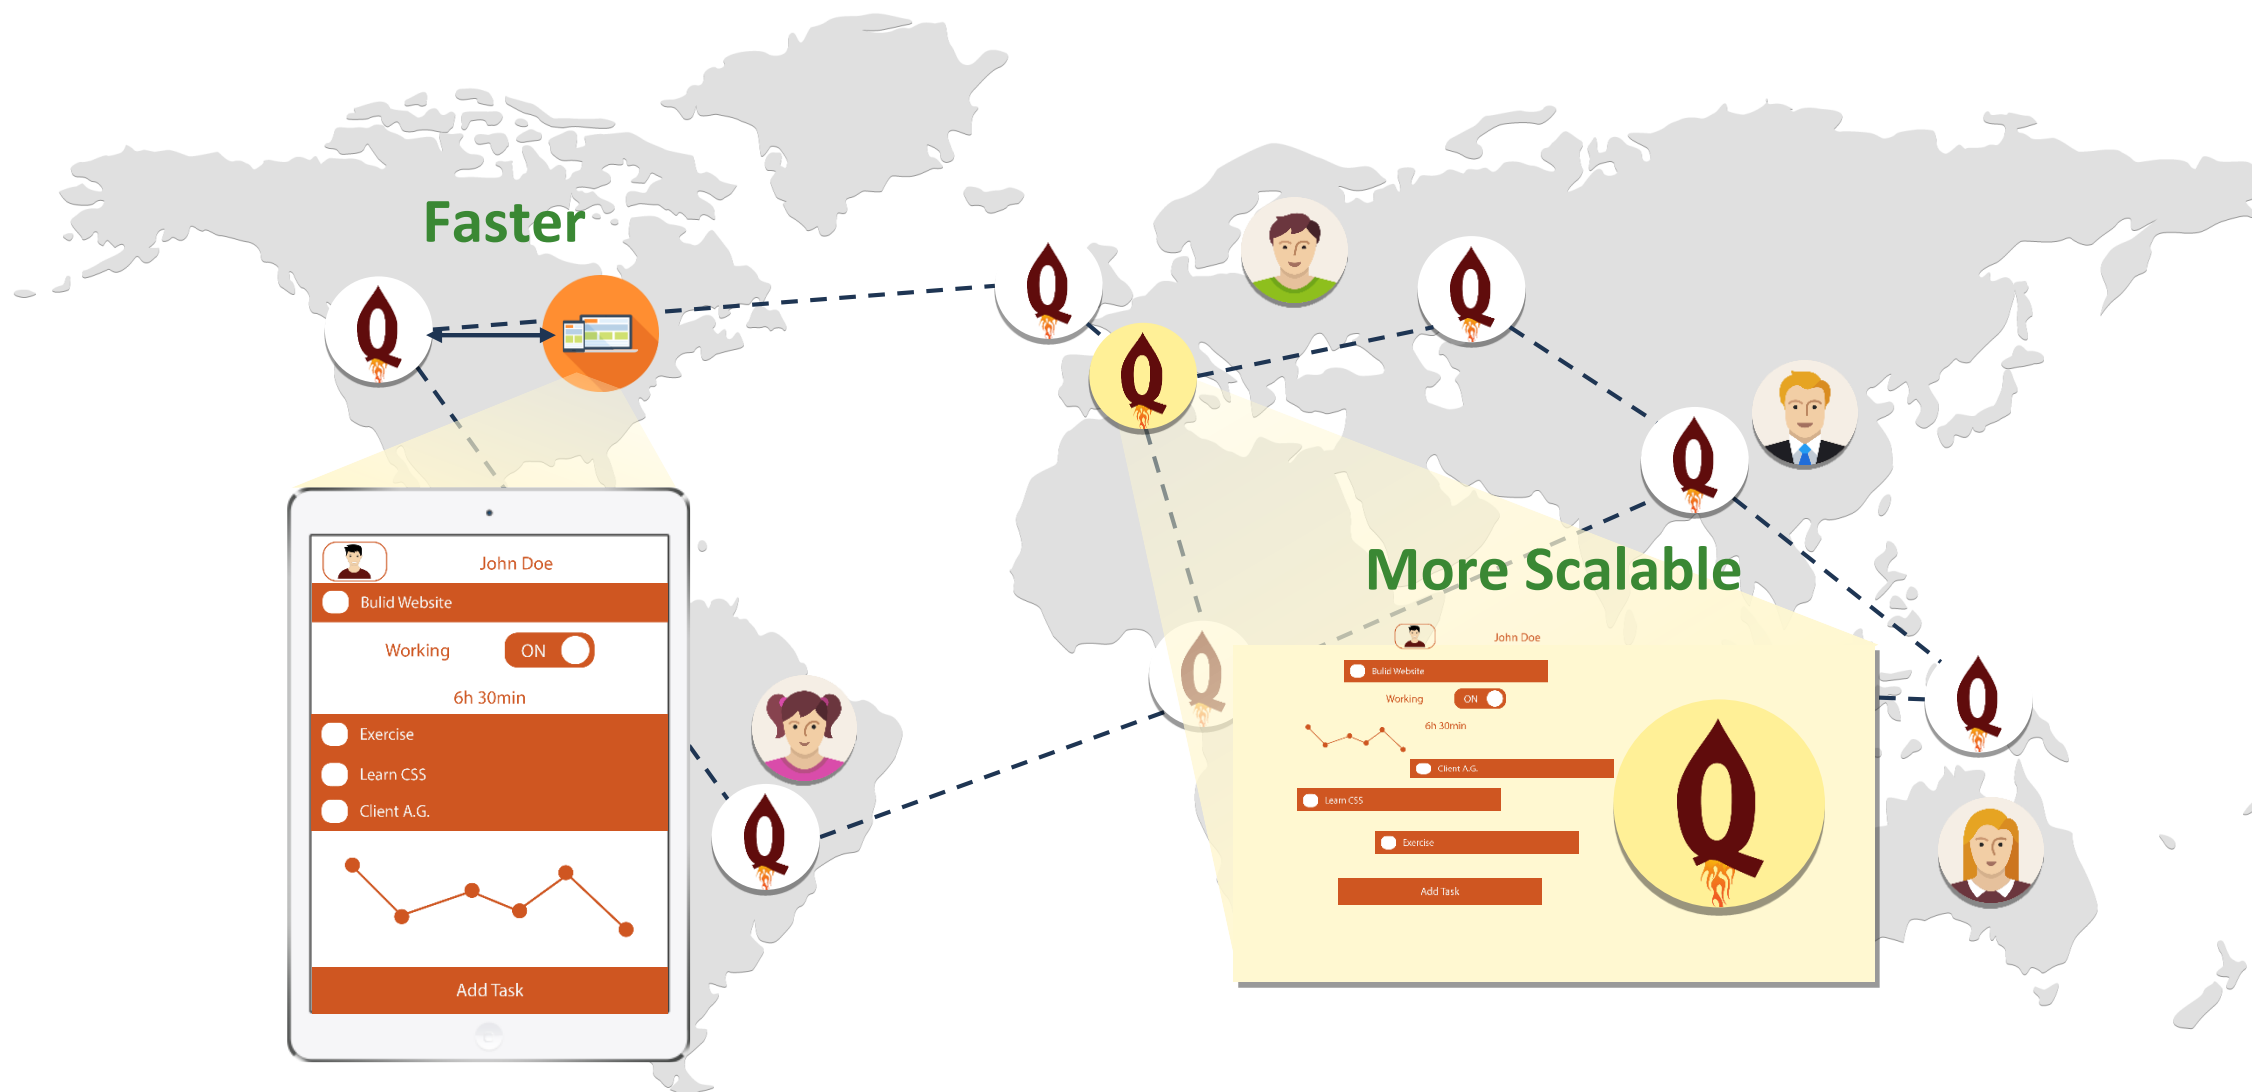 Faster
John Doe
Bulid Website
Working
ON
6h 30min
Exercise
Learn CSS
Client A.G.
Add Task
More Scalable
John Doe
Bulid Website
Working
ON
6h 30min
Client A.G.
Learn CSS
Exercise
Add Task
Q
Q
Q
Q
Q
Q
Q
Q
Q